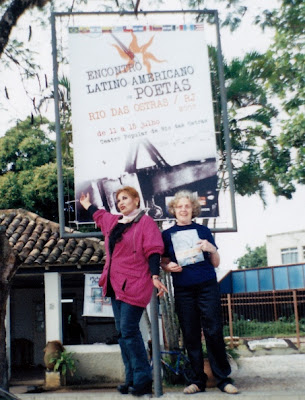 ENCONTRO
LATINO AMERICANO
DE POETAS
RIO DAS OSTRAS / RJ
2007
de 11 a 15 julho
Teatro Popular de Rio das Ostras